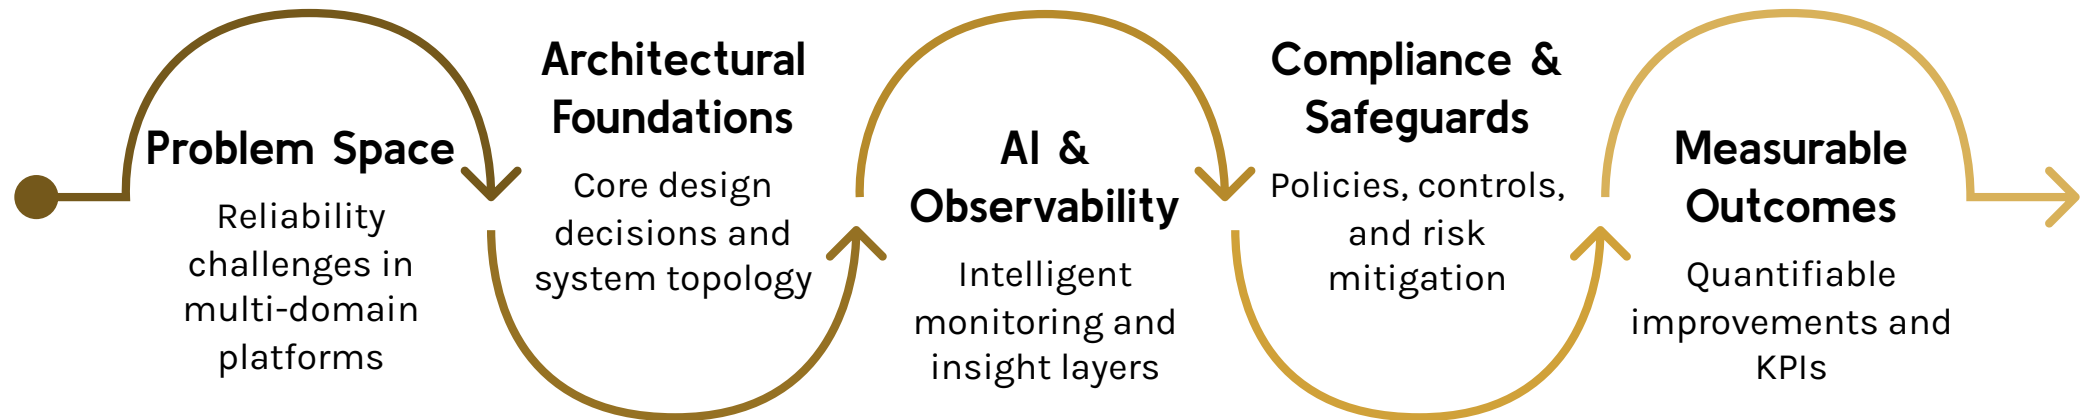 Problem Space
Reliability
challenges in
multi-domain
platforms
Architectural
Foundations
Core design
decisions and
system topology
AI &
Observability
Intelligent
monitoring and
insight layers
Compliance &
Safeguards
Policies, controls,
and risk
mitigation
Measurable
Outcomes
Quantifiable
improvements and
KPIs